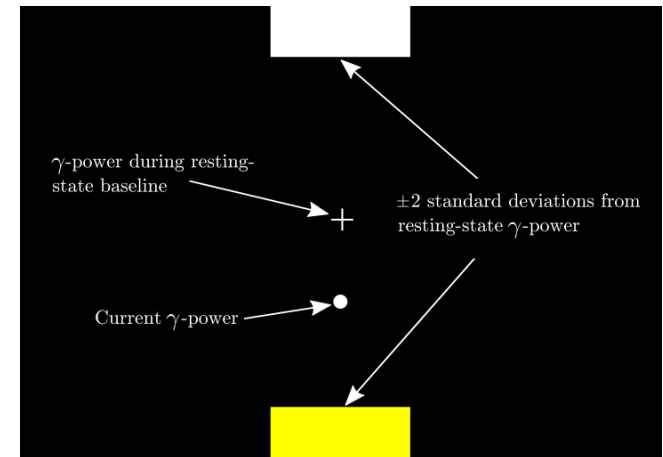 γ-power during resting-
state baseline
±2 standard deviations from
resting-state γ-power
Current γ-power